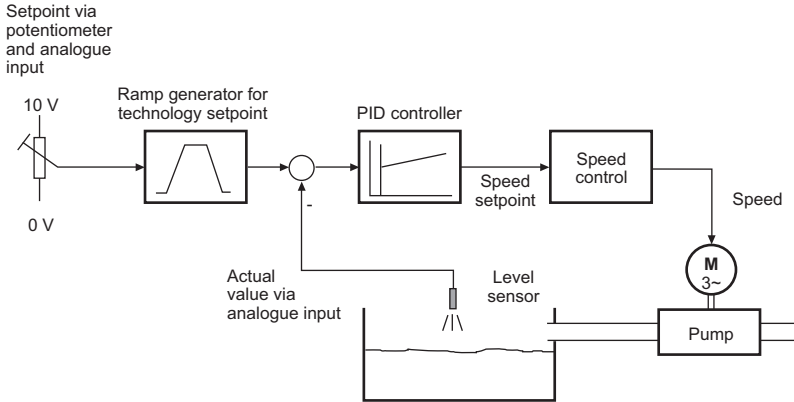 Setpoint via
potentiometer
and analogue
input
10 V
0 V
Ramp generator for
technology setpoint
PID controller
Speed
setpoint
Speed
control
Speed
M
3~
Pump
-
Actual
value via
analogue input
Level
sensor